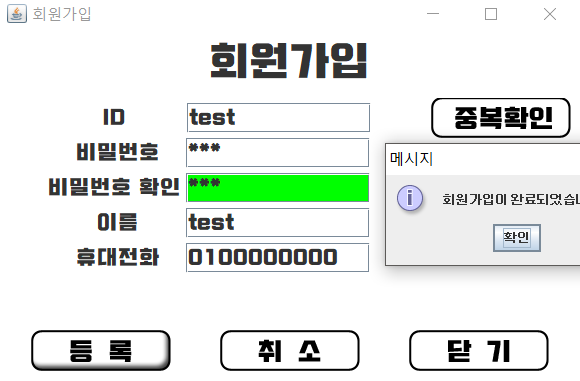 회원가입
회원가입
ID test 중복확인
비밀번호 ***
메시지
비밀번호 확인 ***
회원가입이 완료되었습니
이름 test
확인
휴대전화 0100000000
등 록 취 소 닫 기